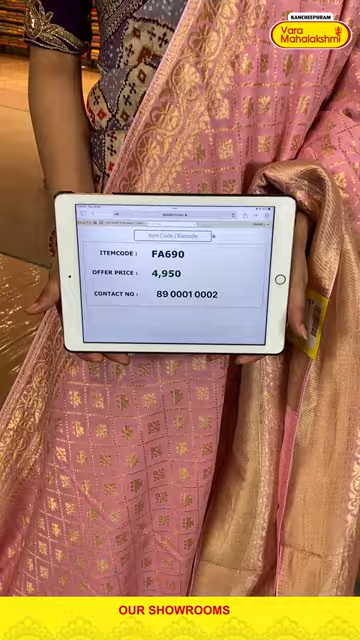 KANCHEEPURAM
Vara
Mahalakshmi
Item Code / Barcode
ITEMCODE : FA690
OFFER PRICE : 4,950
CONTACT NO : 89 0001 0002
OUR SHOWROOMS